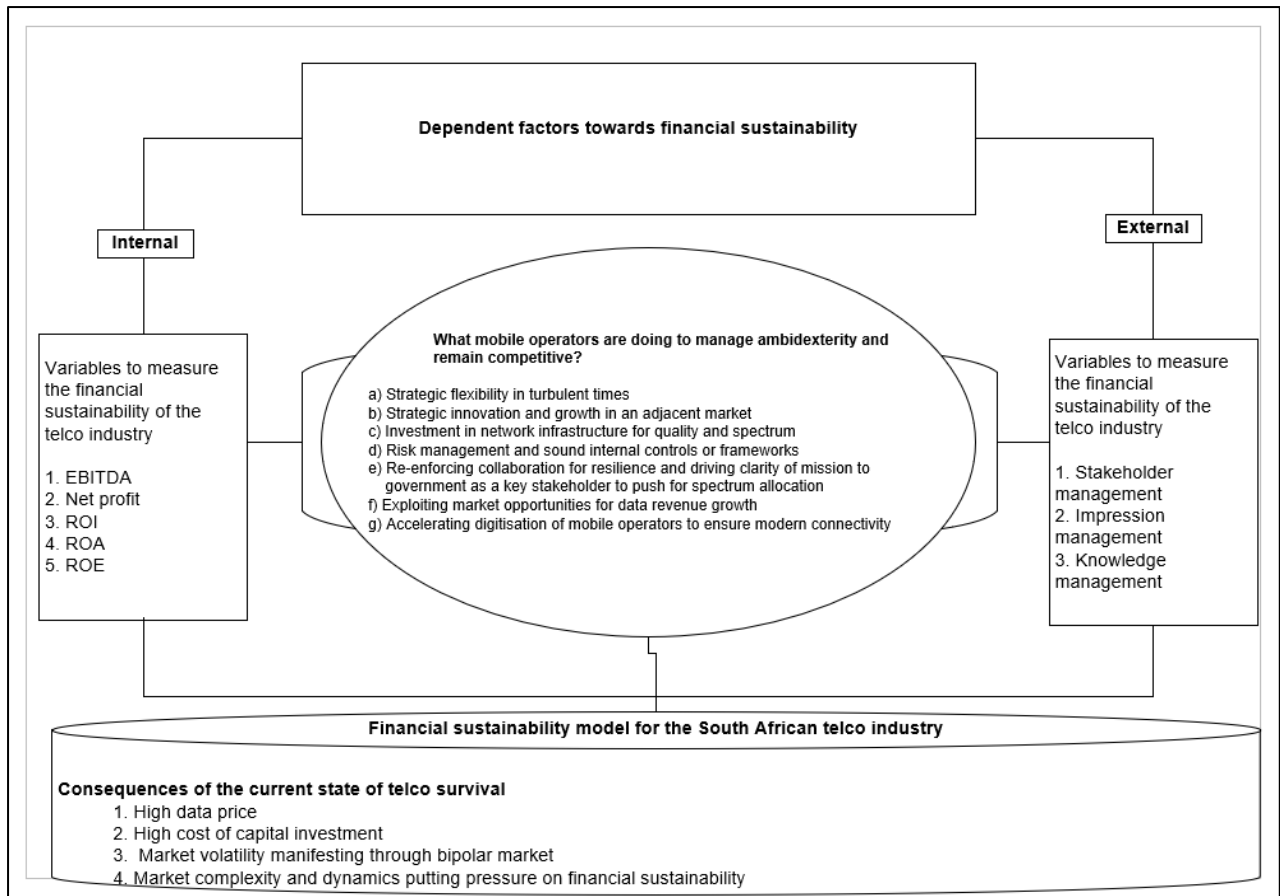 Dependent factors towards financial sustainability
Internal
External
Variables to measure
the financial
sustainability of the
telco industry
1. EBITDA
2. Net profit
3. ROI
4. ROA
5. ROE
What mobile operators are doing to manage ambidexterity and
remain competitive?
a) Strategic flexibility in turbulent times
b) Strategic innovation and growth in an adjacent market
c) Investment in network infrastructure for quality and spectrum
d) Risk management and sound internal controls or frameworks
e) Re-enforcing collaboration for resilience and driving clarity of mission to
government as a key stakeholder to push for spectrum allocation
f) Exploiting market opportunities for data revenue growth
g) Accelerating digitisation of mobile operators to ensure modern connectivity
Variables to measure
the financial
sustainability of the
telco industry
1. Stakeholder
management
2. Impression
management
3. Knowledge
management
Financial sustainability model for the South African telco industry
Consequences of the current state of telco survival
1. High data price
2. High cost of capital investment
3. Market volatility manifesting through bipolar market
4. Market complexity and dynamics putting pressure on financial sustainability